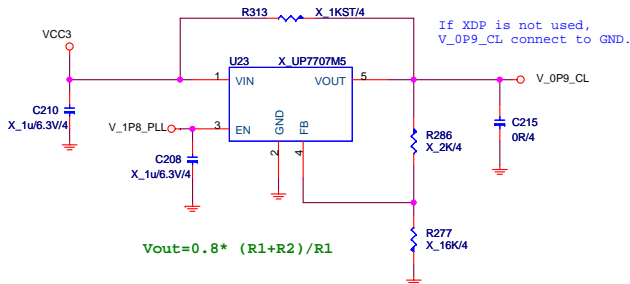 R313
X_1KST/4
If XDP is not used,
V_0P9_CL connect to GND.
VCC3
U23
X_UP7707M5
1
VIN
VOUT
5
V_0P9_CL
C210
X_1u/6.3V/4
V_1P8_PLL
3
EN
GND
FB
2
4
C208
X_1u/6.3V/4
R286
X_2K/4
C215
0R/4
R277
X_16K/4
Vout=0.8* (R1+R2)/R1